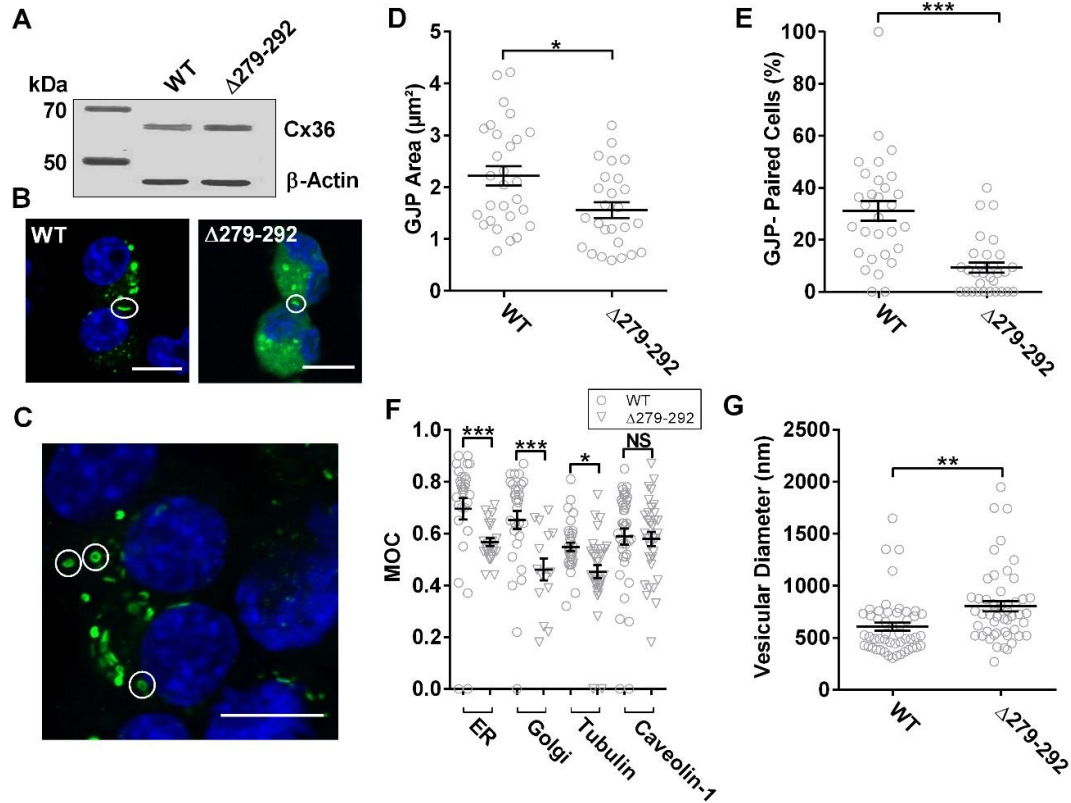 A
WT
Δ279-292
kDa
70
50
Cx36
β-Actin
B
WT
Δ279-292
C
D
GJP Area (μm²)
5
4
3
2
1
0
*
WT
Δ279-292
E
GJP- Paired Cells (%)
100
80
60
40
20
0
***
WT
Δ279-292
F
WT
Δ279-292
MOC
1.0
0.8
0.6
0.4
0.2
0.0
***
***
*
NS
ER
Golgi
Tubulin
Caveolin-1
G
Vesicular Diameter (nm)
2500
2000
1500
1000
500
0
**
WT
Δ279-292